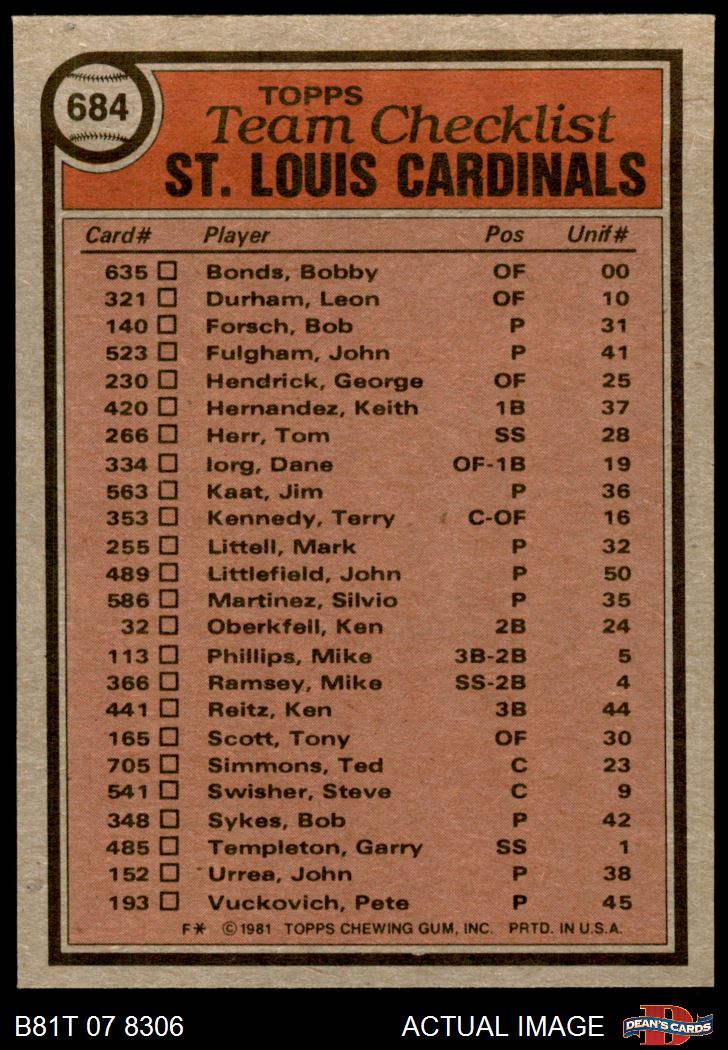 684
TOPPS
Team Checklist
ST. LOUIS CARDINALS
Card# Player Pos Unif#
635 Bonds, Bobby OF 00
321 Durham, Leon OF 10
140 Forsch, Bob P 31
523 Fulgham, John P 41
230 Hendrick, George OF 25
420 Hernandez, Keith 1B 37
266 Herr, Tom SS 28
334 Iorg, Dane OF-1B 19
563 Kaat, Jim P 36
353 Kennedy, Terry C-OF 16
255 Littell, Mark P 32
489 Littlefield, John P 50
586 Martinez, Silvio P 35
32 Oberkfell, Ken 2B 24
113 Phillips, Mike 3B-2B 5
366 Ramsey, Mike SS-2B 4
441 Reitz, Ken 3B 44
165 Scott, Tony OF 30
705 Simmons, Ted C 23
541 Swisher, Steve C 9
348 Sykes, Bob P 42
485 Templeton, Garry SS 1
152 Urrea, John P 38
193 Vuckovich, Pete P 45
F* ©1981 TOPPS CHEWING GUM, INC. PRTD. IN U.S.A.
B81T 07 8306 ACTUAL IMAGE DEAN'S CARDS